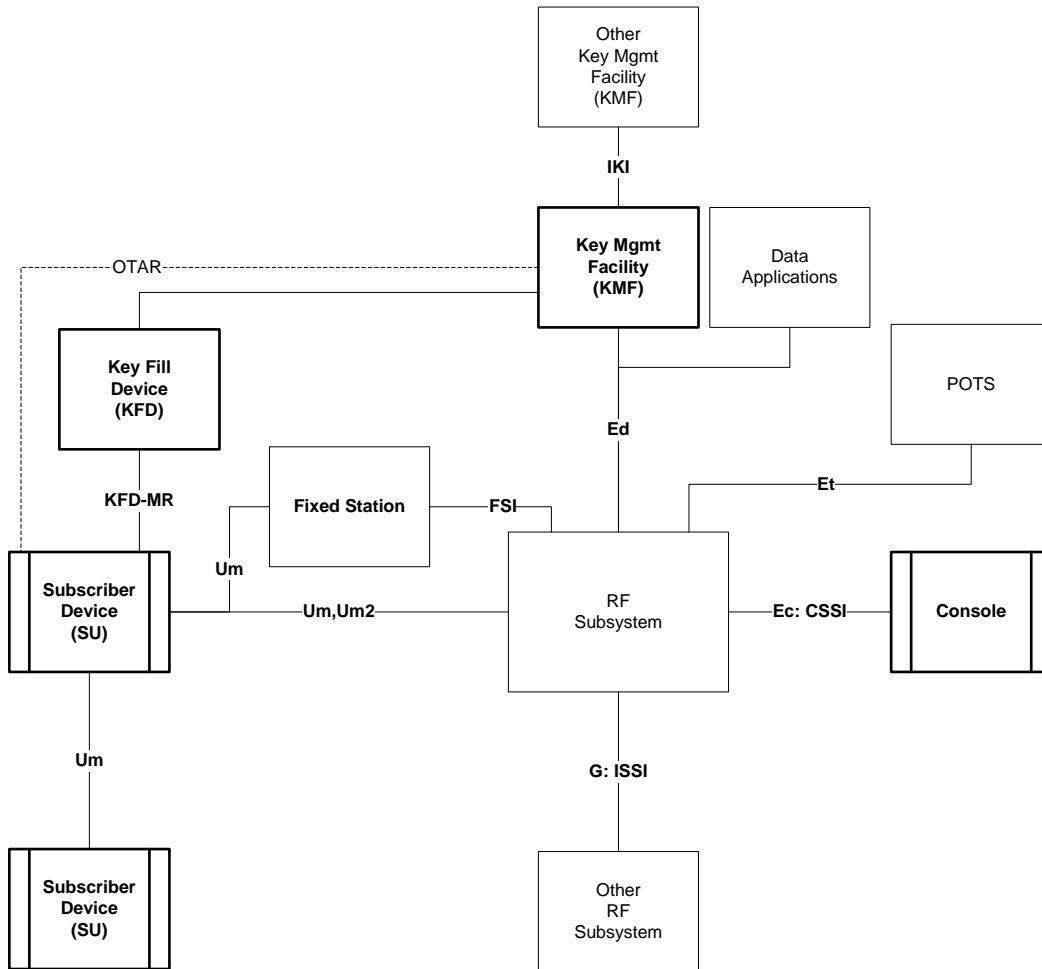 Other
Key Mgmt
Facility
(KMF)
IKI
Key Mgmt
Facility
(KMF)
Data
Applications
OTAR
Key Fill
Device
(KFD)
POTS
Ed
Et
KFD-MR
Fixed Station
FSI
Um
Subscriber
Device
(SU)
Um,Um2
RF
Subsystem
Ec: CSSI
Console
Um
G: ISSI
Subscriber
Device
(SU)
Other
RF
Subsystem